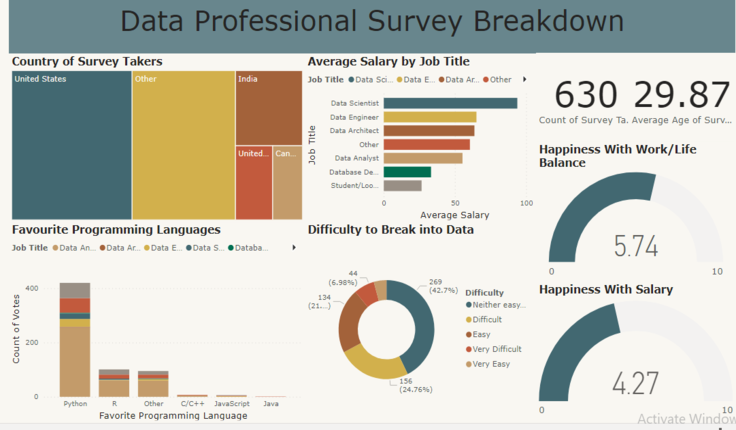 Data Professional Survey Breakdown
Country of Survey Takers
United States
Other
India
United...
Can...
Average Salary by Job Title
Job Title Data Sci... Data E... Data Ar... Other
Job Title
Data Scientist
Data Engineer
Data Architect
Other
Data Analyst
Database De...
Student/Loo...
0 50 100
Average Salary
630 29.87
Count of Survey Ta. Average Age of Surv...
Happiness With Work/Life
Balance
5.74
0 10
Favourite Programming Languages
Job Title Data An... Data Ar... Data E... Data S... Databa...
Count of Votes
400
200
0
Python R Other C/C++ JavaScript Java
Favorite Programming Language
Difficulty to Break into Data
44
(6.98%)
269
(42.7%)
134
(21....)
156
(24.76%)
Difficulty
Neither easy...
Difficult
Easy
Very Difficult
Very Easy
Happiness With Salary
4.27
0 10
Activate Window